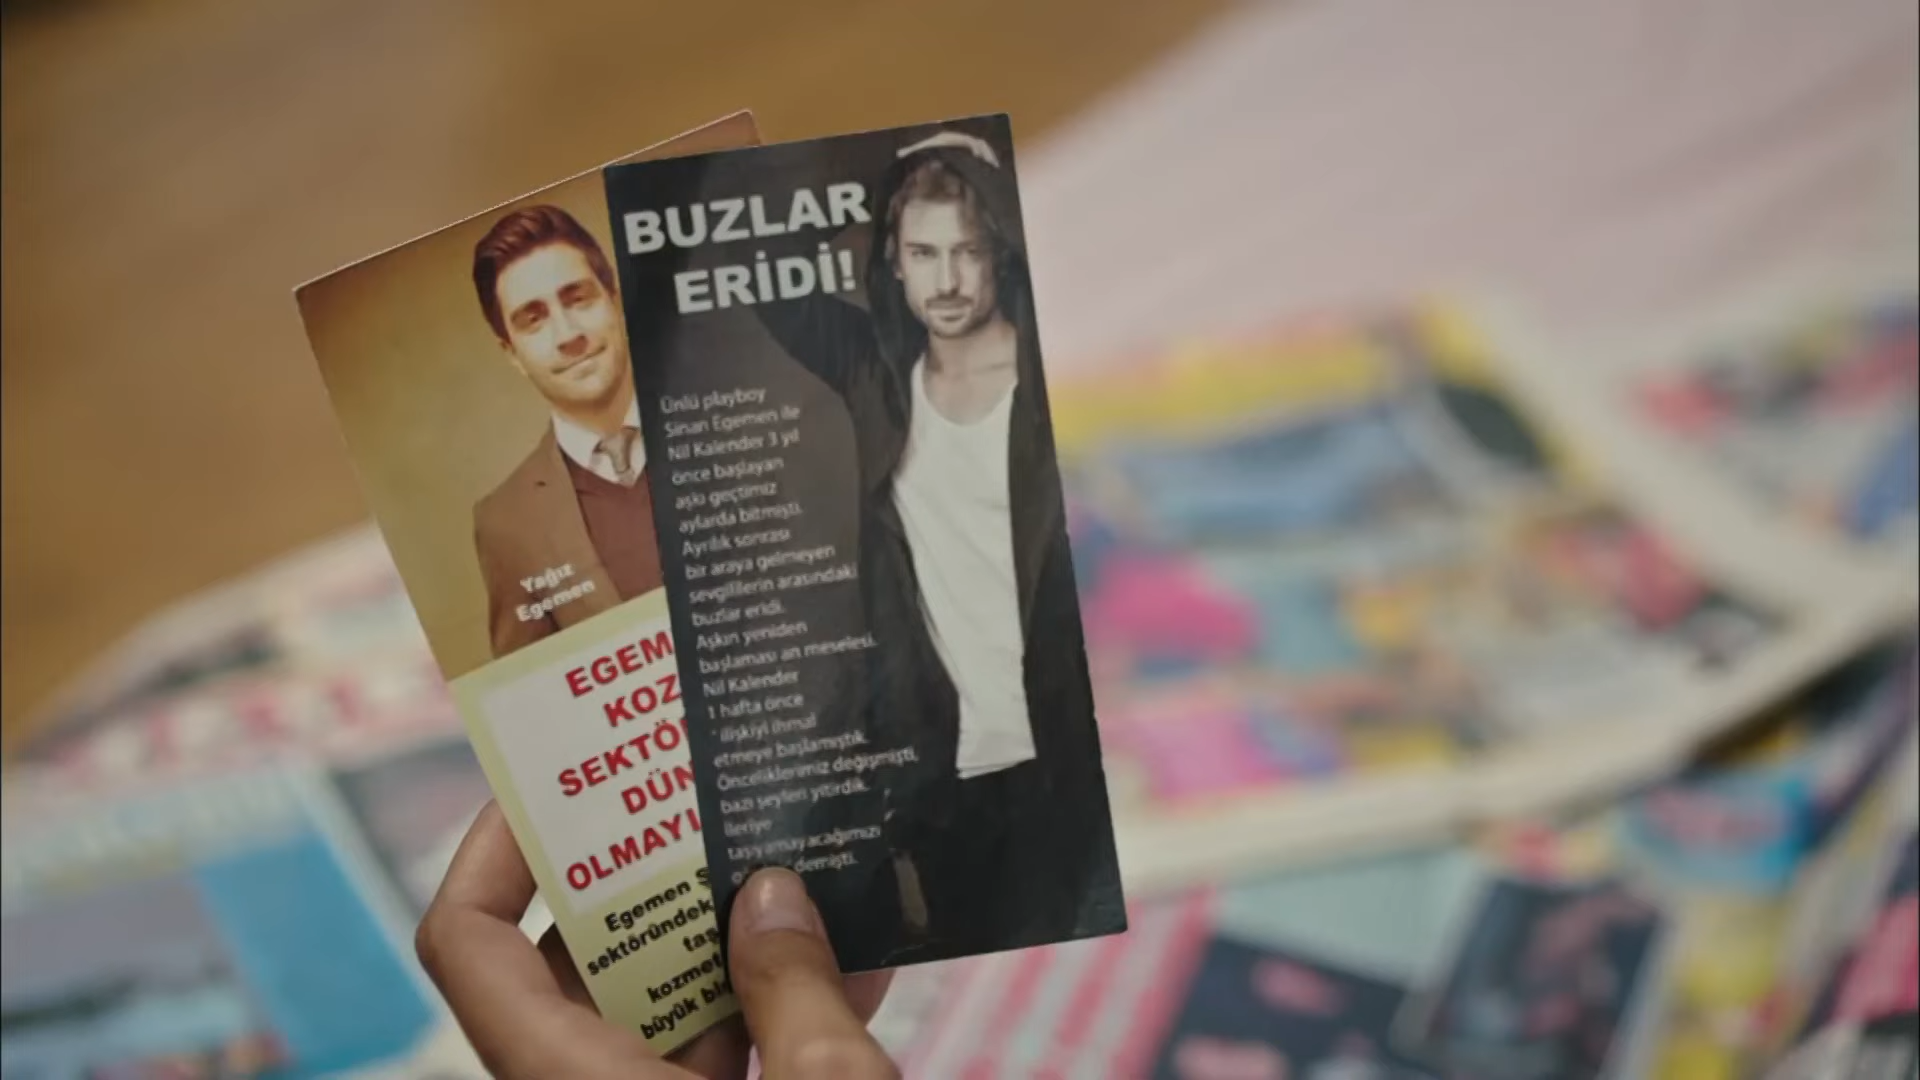 Yağız
Egemen
EGEM
KOZ
SEKTÖ
DÜN
OLMAYI
Egemen
sektöründek
taş
kozmet
büyük bi
BUZLAR
ERİDİ!
Ünlü playboy
Sinan Egemen ile
Nil Kalender 3 yıl
önce başlayan
aşkı geçtimiz
aylarda bitmişti.
Ayrılık sonrası
bir araya gelmeyen
sevgililerin arasındaki
buzlar eridi.
Aşkın yeniden
başlaması an meselesi.
Nil Kalender
1 hafta önce
" ilişkiyi ihmal
etmeye başlamıştık.
Önceliklerimiz değişmişti,
bazı şeyleri yitirdik.
İleriye
taşıyamayacağımızı
demişti.